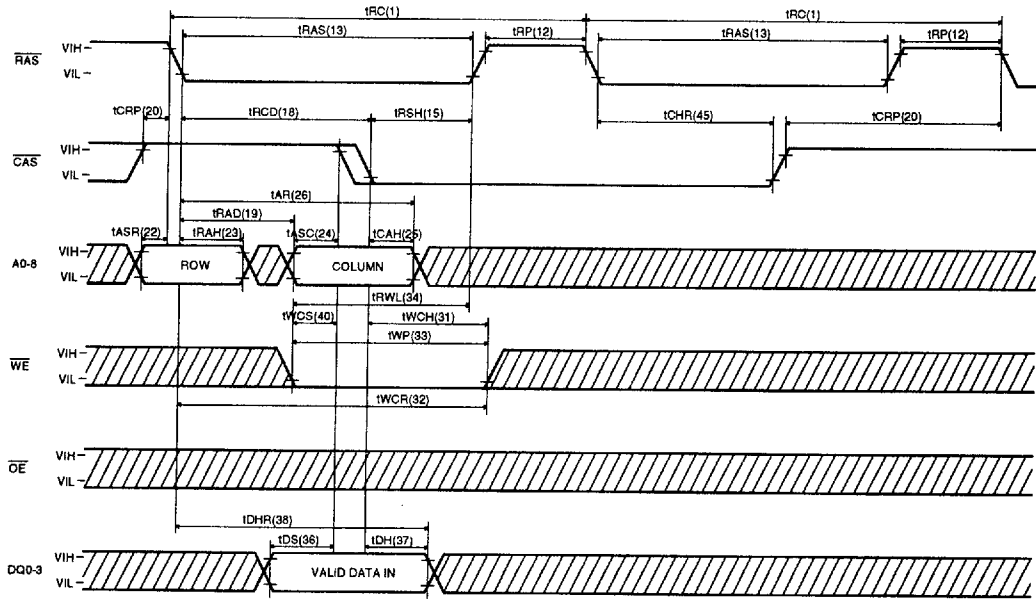 tRC(1) tRC(1)
tRAS(13) tRP(12) tRAS(13) tRP(12)
RAS VIH
VIL
tCRP(20) tRCD(18) tRSH(15) tCHR(45) tCRP(20)
CAS VIH
VIL
tAR(26)
tRAD(19)
tASR(22) tRAH(23) tASC(24) tCAH(25)
A0-8 VIH
VIL
ROW COLUMN
tRWL(34)
tWCS(40) tWCH(31)
tWP(33)
WE VIH
VIL
tWCR(32)
OE VIH
VIL
tDHR(38)
tDS(36) tDH(37)
DQ0-3 VIH
VIL
VALID DATA IN